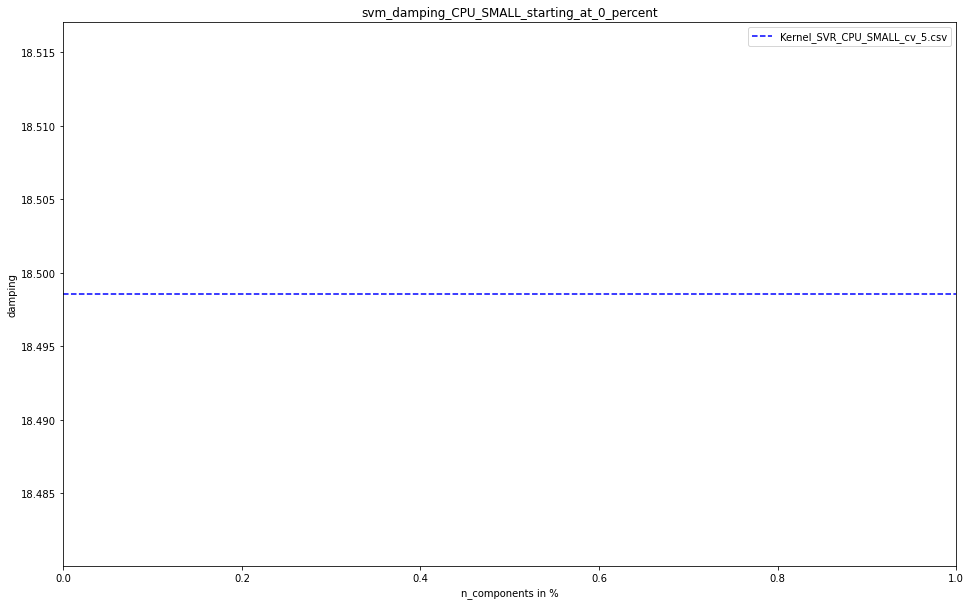 svm_damping_CPU_SMALL_starting_at_0_percent
Kernel_SVR_CPU_SMALL_cv_5.csv
18.515
18.510
18.505
18.500
18.495
18.490
18.485
damping
0.0 0.2 0.4 0.6 0.8 1.0
n_components in %